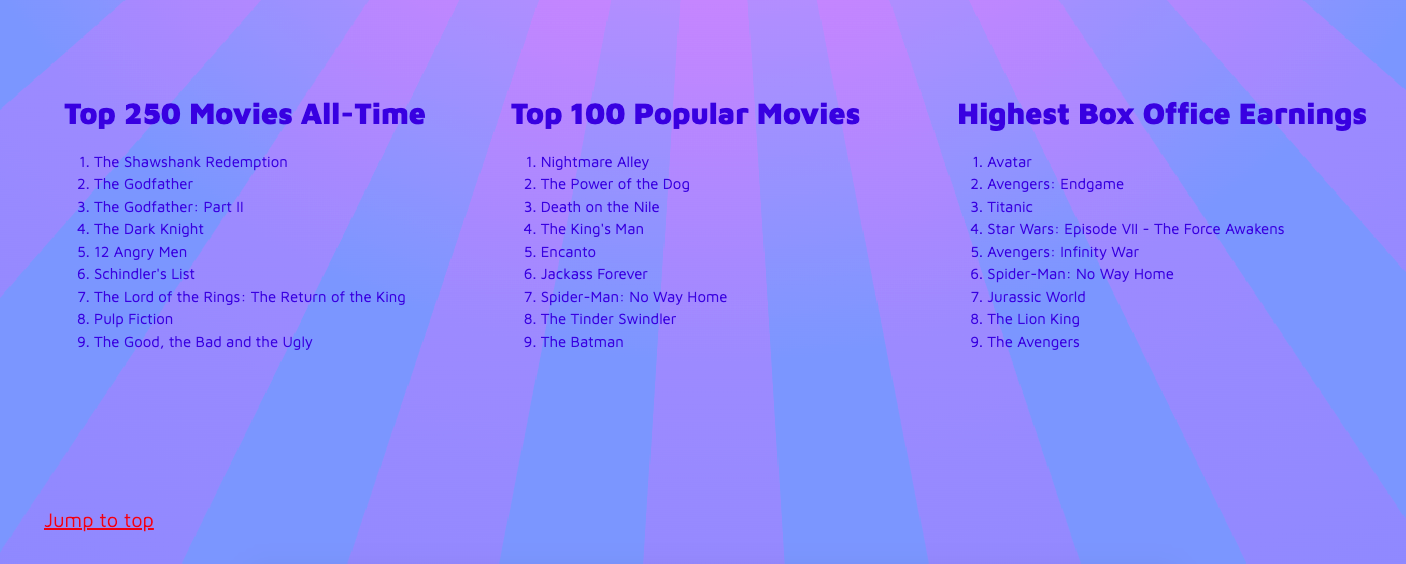 Top 250 Movies All-Time
1. The Shawshank Redemption
2. The Godfather
3. The Godfather: Part II
4. The Dark Knight
5. 12 Angry Men
6. Schindler's List
7. The Lord of the Rings: The Return of the King
8. Pulp Fiction
9. The Good, the Bad and the Ugly
Top 100 Popular Movies
1. Nightmare Alley
2. The Power of the Dog
3. Death on the Nile
4. The King's Man
5. Encanto
6. Jackass Forever
7. Spider-Man: No Way Home
8. The Tinder Swindler
9. The Batman
Highest Box Office Earnings
1. Avatar
2. Avengers: Endgame
3. Titanic
4. Star Wars: Episode VII - The Force Awakens
5. Avengers: Infinity War
6. Spider-Man: No Way Home
7. Jurassic World
8. The Lion King
9. The Avengers
Jump to top